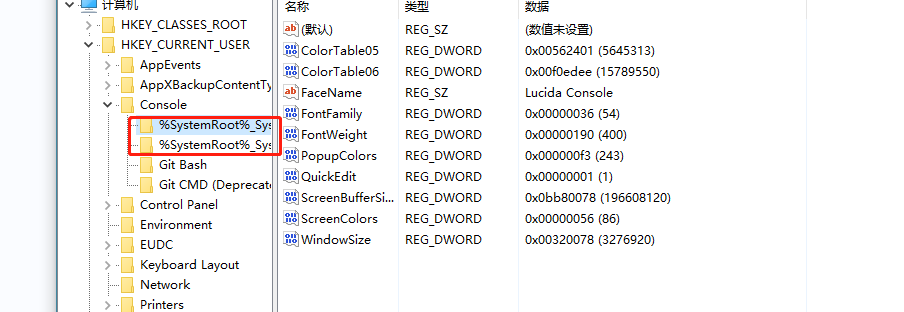 计算机
HKEY_CLASSES_ROOT
HKEY_CURRENT_USER
AppEvents
AppXBackupContentTy
Console
%SystemRoot%_Sys
%SystemRoot%_Sys
Git Bash
Git CMD (Deprecate
Control Panel
Environment
EUDC
Keyboard Layout
Network
Printers
名称 类型 数据
ab (默认) REG_SZ (数值未设置)
ColorTable05 REG_DWORD 0x00562401 (5645313)
ColorTable06 REG_DWORD 0x00f0edee (15789550)
ab FaceName REG_SZ Lucida Console
FontFamily REG_DWORD 0x00000036 (54)
FontWeight REG_DWORD 0x00000190 (400)
PopupColors REG_DWORD 0x000000f3 (243)
QuickEdit REG_DWORD 0x00000001 (1)
ScreenBufferSi... REG_DWORD 0x0bb80078 (196608120)
ScreenColors REG_DWORD 0x00000056 (86)
WindowSize REG_DWORD 0x00320078 (3276920)